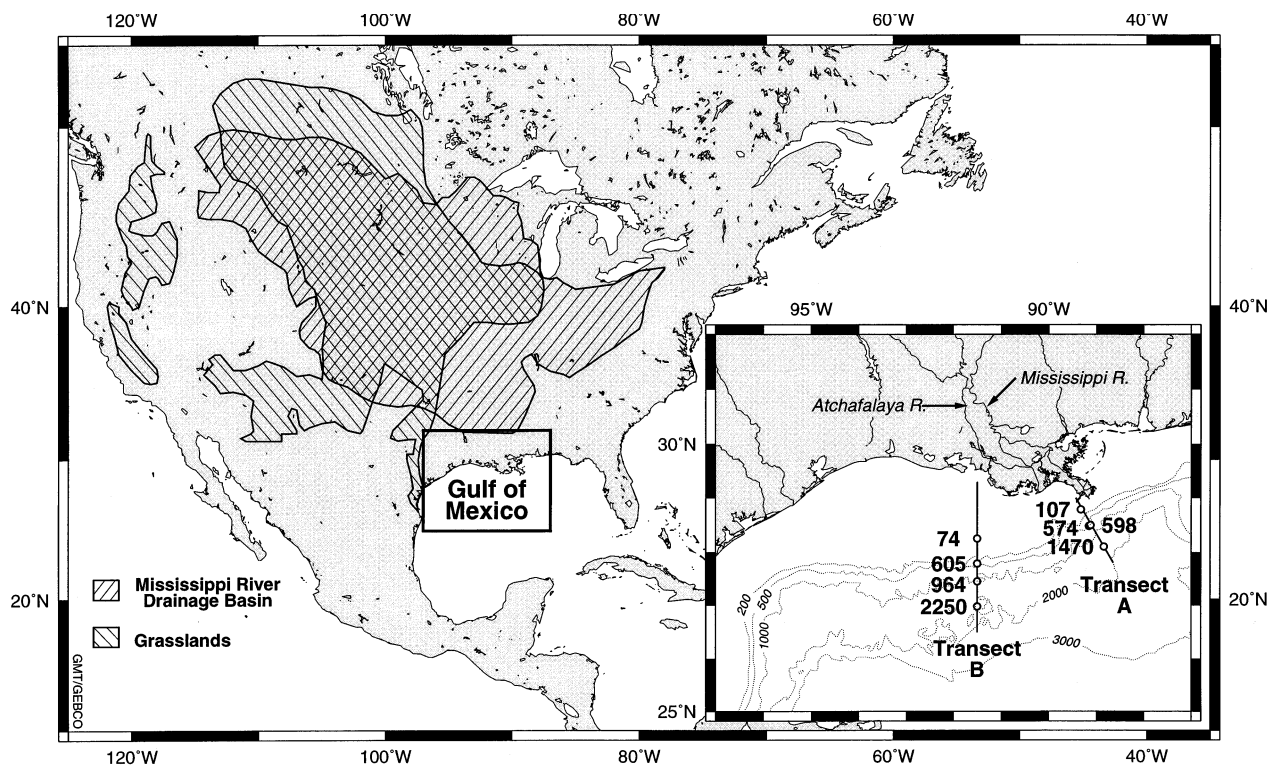 120°W 100°W 80°W 60°W 40°W
40°N
20°N
40°N
20°N
Gulf of
Mexico
Mississippi River
Drainage Basin
Grasslands
GMT/GEBCO
95°W 90°W
30°N
25°N
Mississippi R.
Atchafalaya R.
107
574 598
1470
Transect
A
74
605
964
2250
Transect
B
200
500
1000
2000
3000
120°W 100°W 80°W 60°W 40°W